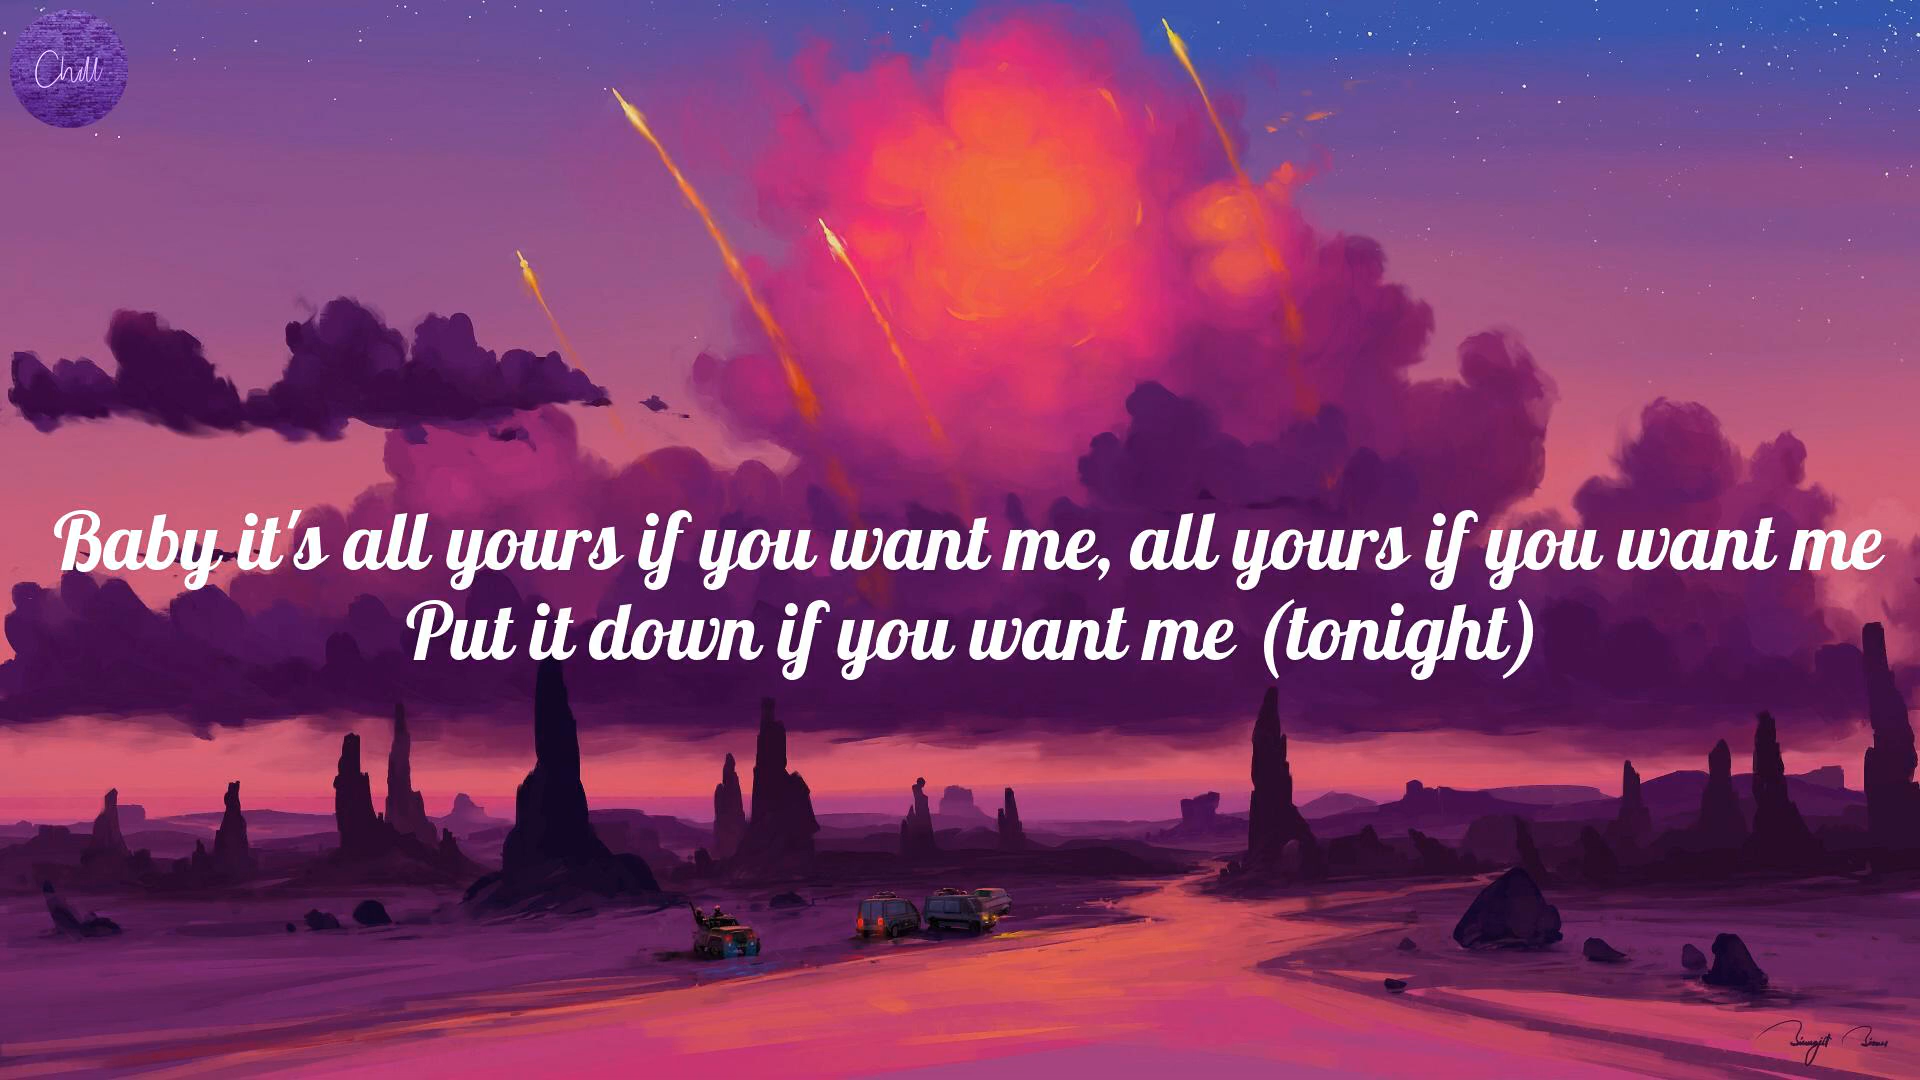 Chill
Baby it's all yours if you want me, all yours if you want me
Put it down if you want me (tonight)